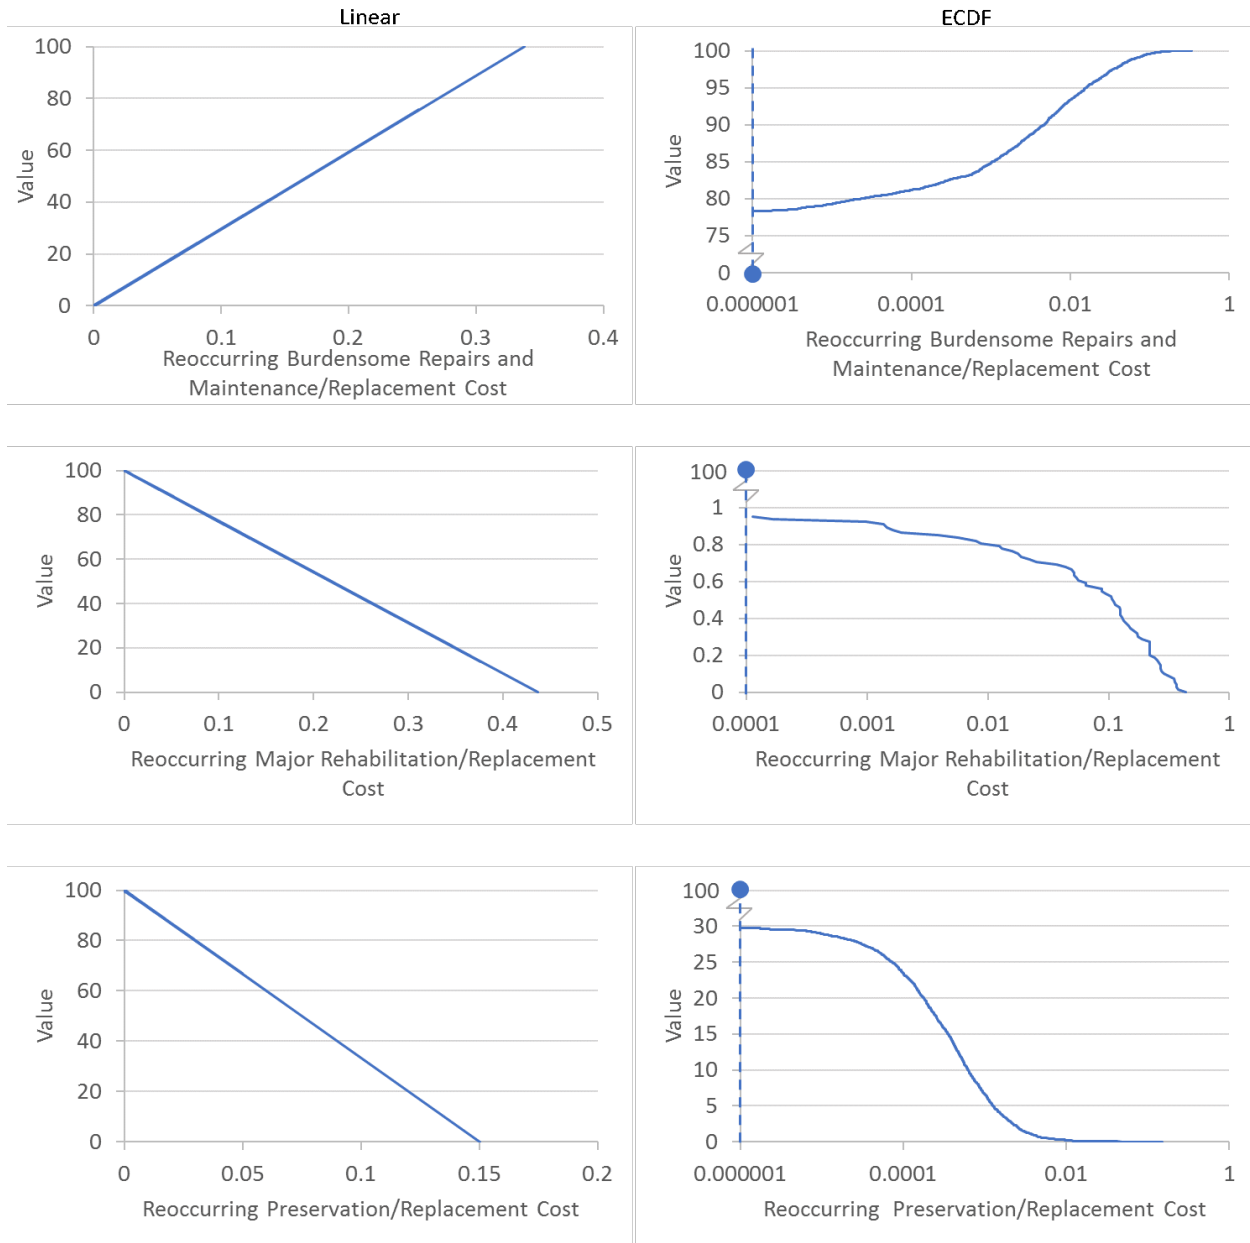 Linear
ECDF
100
80
60
40
20
0
Value
0 0.1 0.2 0.3 0.4
Reoccurring Burdensome Repairs and
Maintenance/Replacement Cost
100
95
90
85
80
75
0
Value
0.000001 0.0001 0.01 1
Reoccurring Burdensome Repairs and
Maintenance/Replacement Cost
100
80
60
40
20
0
Value
0 0.1 0.2 0.3 0.4 0.5
Reoccurring Major Rehabilitation/Replacement
Cost
100
1
0.8
0.6
0.4
0.2
0
Value
0.0001 0.001 0.01 0.1 1
Reoccurring Major Rehabilitation/Replacement
Cost
100
80
60
40
20
0
Value
0 0.05 0.1 0.15 0.2
Reoccurring Preservation/Replacement Cost
100
30
25
20
15
10
5
0
Value
0.000001 0.0001 0.01 1
Reoccurring Preservation/Replacement Cost